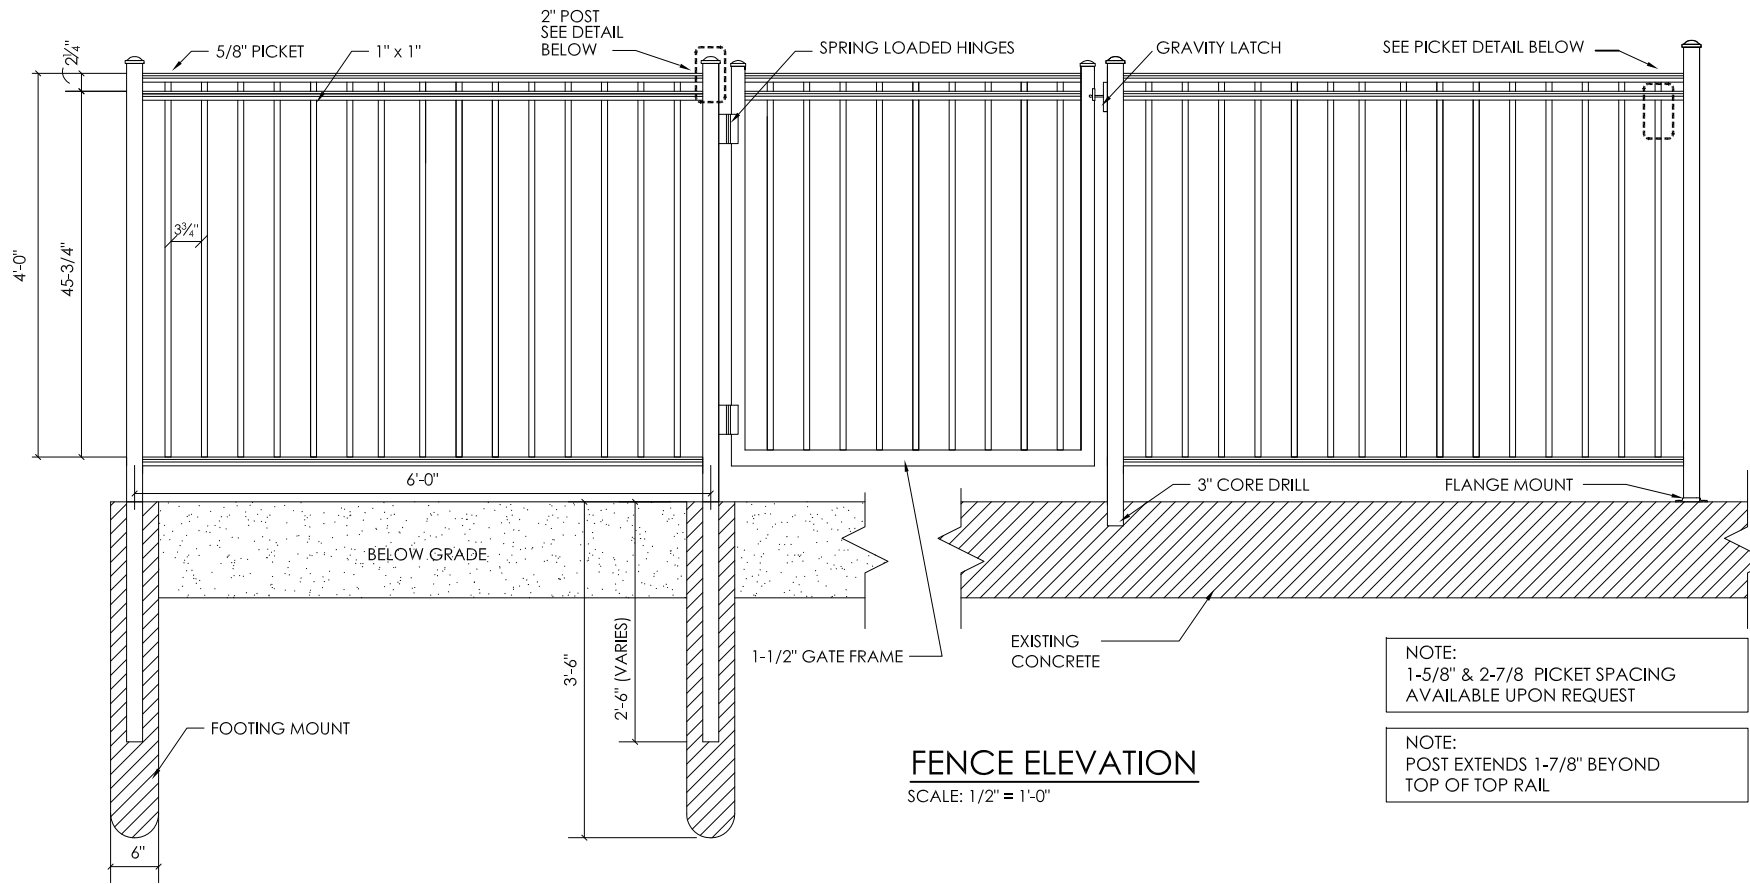 2" POST
SEE DETAIL
BELOW
5/8" PICKET
1" x 1"
SPRING LOADED HINGES
GRAVITY LATCH
SEE PICKET DETAIL BELOW
2¼"
4'-0"
45-3/4"
3¾"
6'-0"
3" CORE DRILL
FLANGE MOUNT
BELOW GRADE
3'-6"
2'-6" (VARIES)
1-1/2" GATE FRAME
EXISTING
CONCRETE
FOOTING MOUNT
6"
NOTE:
1-5/8" & 2-7/8 PICKET SPACING
AVAILABLE UPON REQUEST
NOTE:
POST EXTENDS 1-7/8" BEYOND
TOP OF TOP RAIL
FENCE ELEVATION
SCALE: 1/2" = 1'-0"